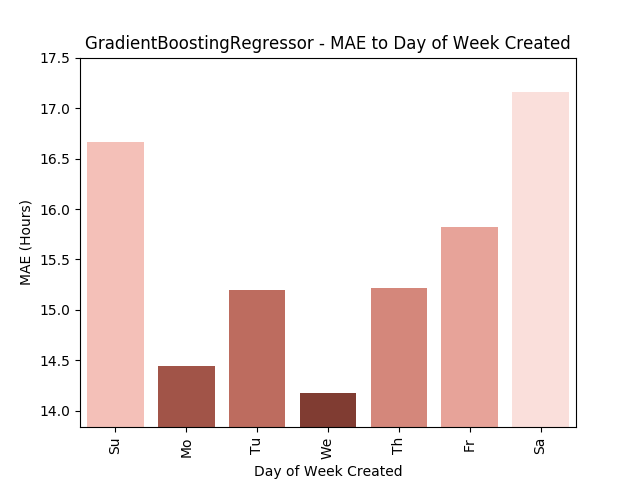 GradientBoostingRegressor - MAE to Day of Week Created
MAE (Hours)
17.5
17.0
16.5
16.0
15.5
15.0
14.5
14.0
Su Mo Tu We Th Fr Sa
Day of Week Created